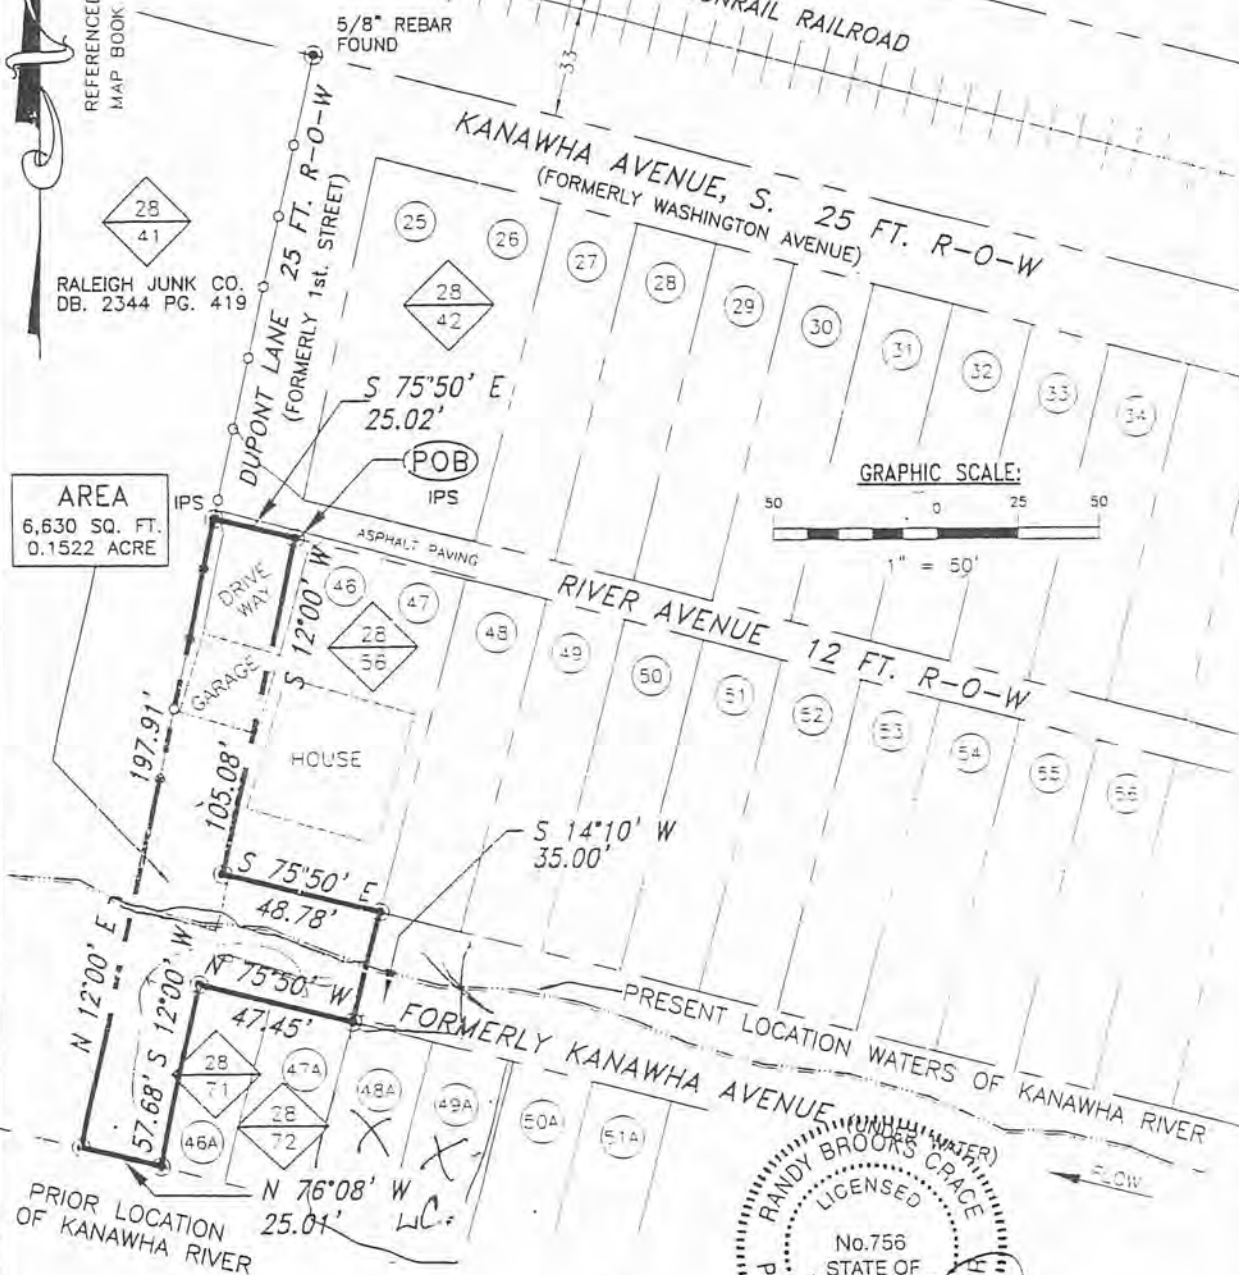 REFERENCED
MAP BOOK
5/8" REBAR
FOUND
RAILROAD
33
KANAWHA AVENUE, S. 25 FT. R-O-W
(FORMERLY WASHINGTON AVENUE)
28
41
RALEIGH JUNK CO.
DB. 2344 PG. 419
DUPONT LANE 25 FT. R-O-W
(FORMERLY 1st. STREET)
25
26
27
28
29
30
31
32
33
34
28
42
S 75°50' E
25.02'
POB
IPS
IPS
AREA
6,630 SQ. FT.
0.1522 ACRE
GRAPHIC SCALE:
50
0
25
50
1" = 50'
ASPHALT PAVING
RIVER AVENUE 12 FT. R-O-W
DRIVE
WAY
S 12°00' W
105.08'
46
47
48
49
50
51
52
53
54
55
56
28
56
GARAGE
HOUSE
197.91'
N 12°00' E
S 14°10' W
35.00'
S 75°50' E
48.78'
N 75°50' W
47.45'
57.68' S 12°00' W
FORMERLY KANAWHA AVENUE (UNDER WATER)
PRESENT LOCATION WATERS OF KANAWHA RIVER
FLOW
28
71
28
72
46A
47A
48A
49A
50A
51A
N 76°08' W
25.01'
PRIOR LOCATION
OF KANAWHA RIVER
RANDY BROOKS CRACE
LICENSED
No.756
STATE OF